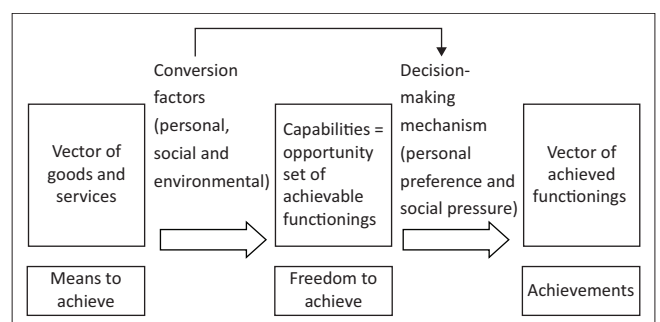 Conversion
factors
(personal,
social and
environmental)
Decision-
making
mechanism
(personal
preference and
social pressure)
Vector of
goods and
services
Capabilities =
opportunity
set of
achievable
functionings
Vector of
achieved
functionings
Means to
achieve
Freedom to
achieve
Achievements